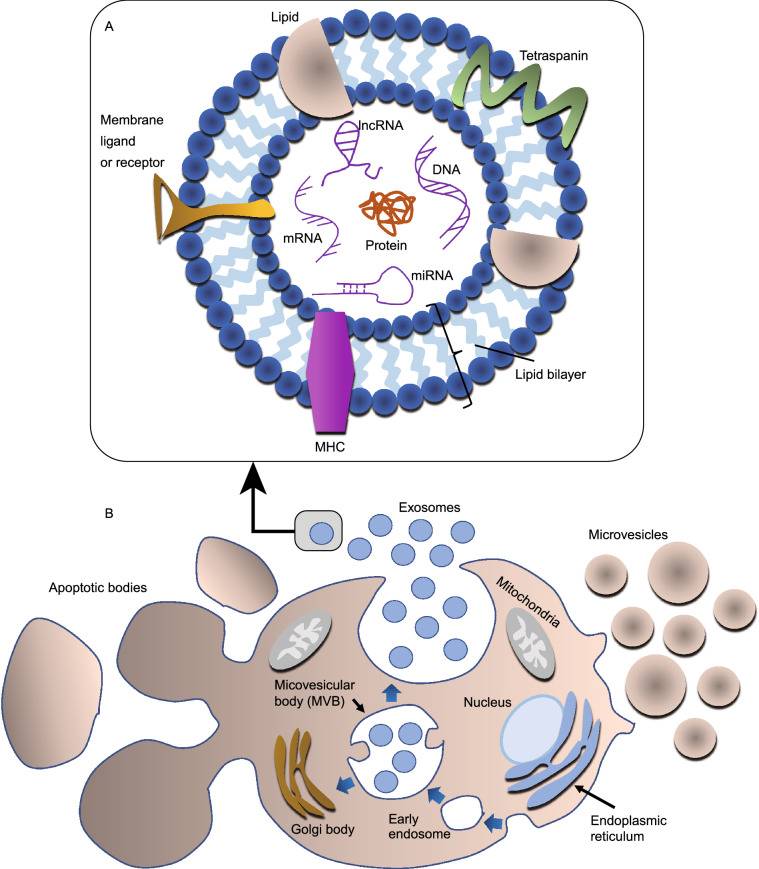 A
Lipid
Tetraspanin
Membrane
ligand
or receptor
lncRNA
DNA
mRNA
Protein
miRNA
Lipid bilayer
MHC
B
Exosomes
Microvesicles
Apoptotic bodies
Mitochondria
Micovesicular
body (MVB)
Nucleus
Golgi body
Early
endosome
Endoplasmic
reticulum